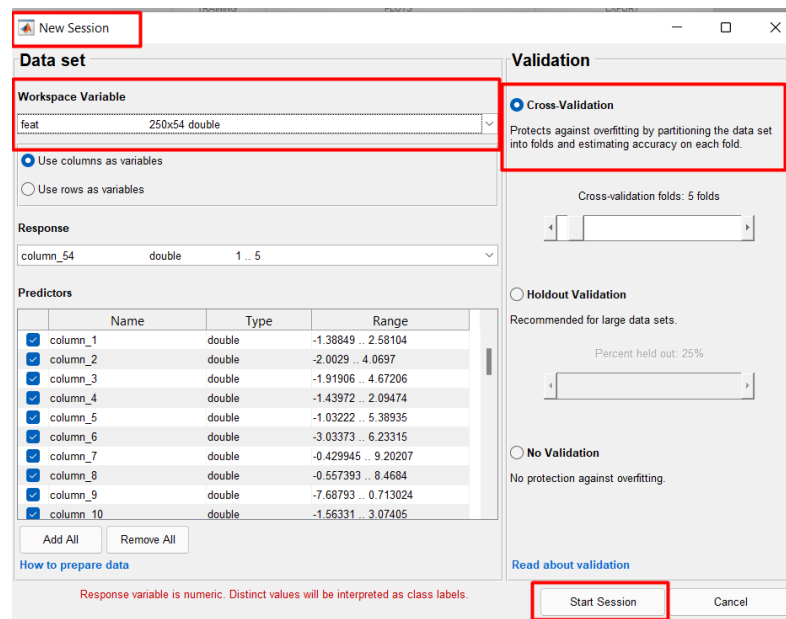 TRAINING PLOTS EXPORT
New Session
Data set
Workspace Variable
feat 250x54 double
Use columns as variables
Use rows as variables
Response
column_54 double 1 .. 5
Predictors
Name Type Range
column_1 double -1.38849 .. 2.58104
column_2 double -2.0029 .. 4.0697
column_3 double -1.91906 .. 4.67206
column_4 double -1.43972 .. 2.09474
column_5 double -1.03222 .. 5.38935
column_6 double -3.03373 .. 6.23315
column_7 double -0.429945 .. 9.20207
column_8 double -0.557393 .. 8.4684
column_9 double -7.68793 .. 0.713024
column_10 double -1.56331 .. 3.07405
Add All Remove All
How to prepare data
Response variable is numeric. Distinct values will be interpreted as class labels.
Validation
Cross-Validation
Protects against overfitting by partitioning the data set
into folds and estimating accuracy on each fold.
Cross-validation folds: 5 folds
Holdout Validation
Recommended for large data sets.
Percent held out: 25%
No Validation
No protection against overfitting.
Read about validation
Start Session Cancel